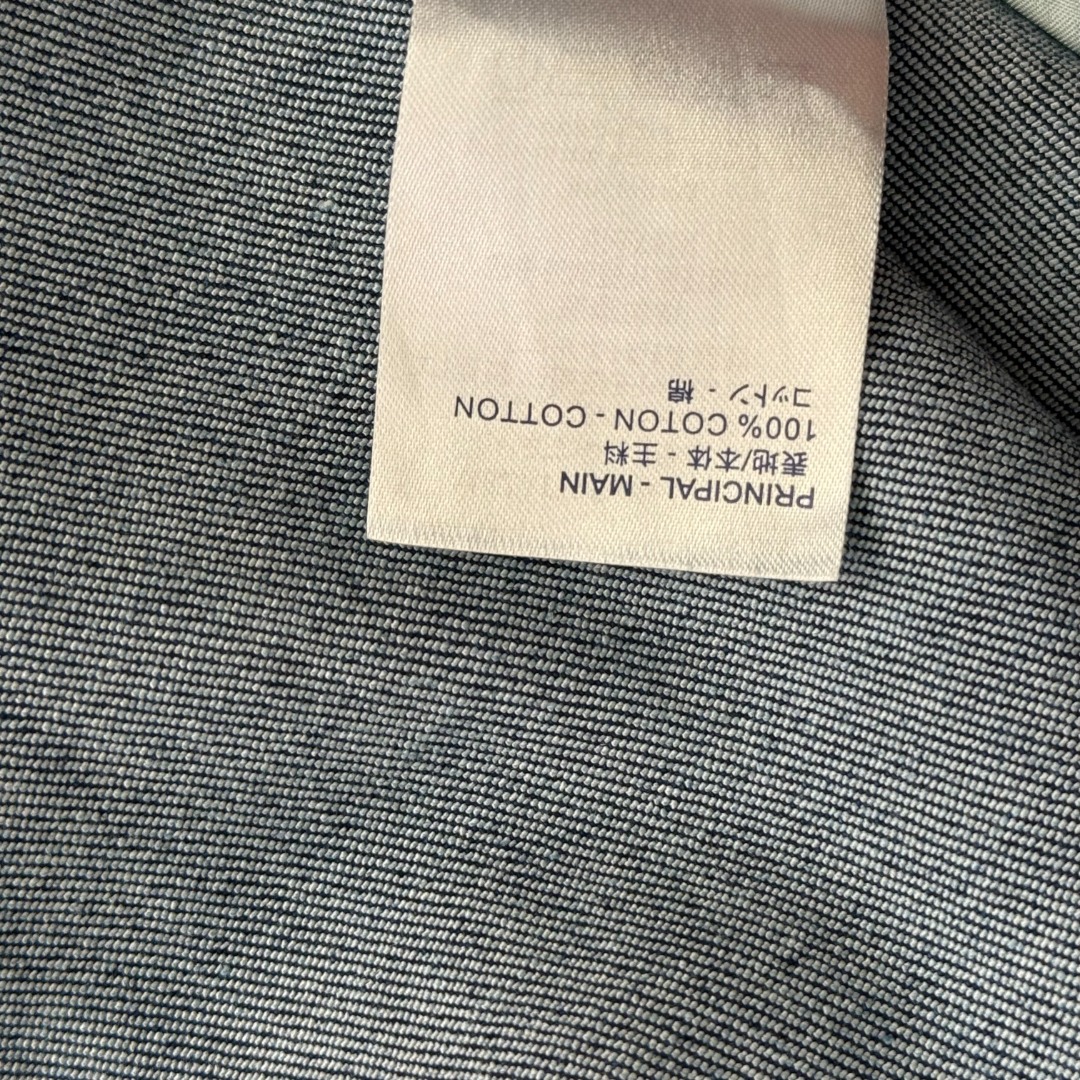 PRINCIPAL - MAIN
表地/本体 - 主料
100% COTON - COTTON
コットン - 棉